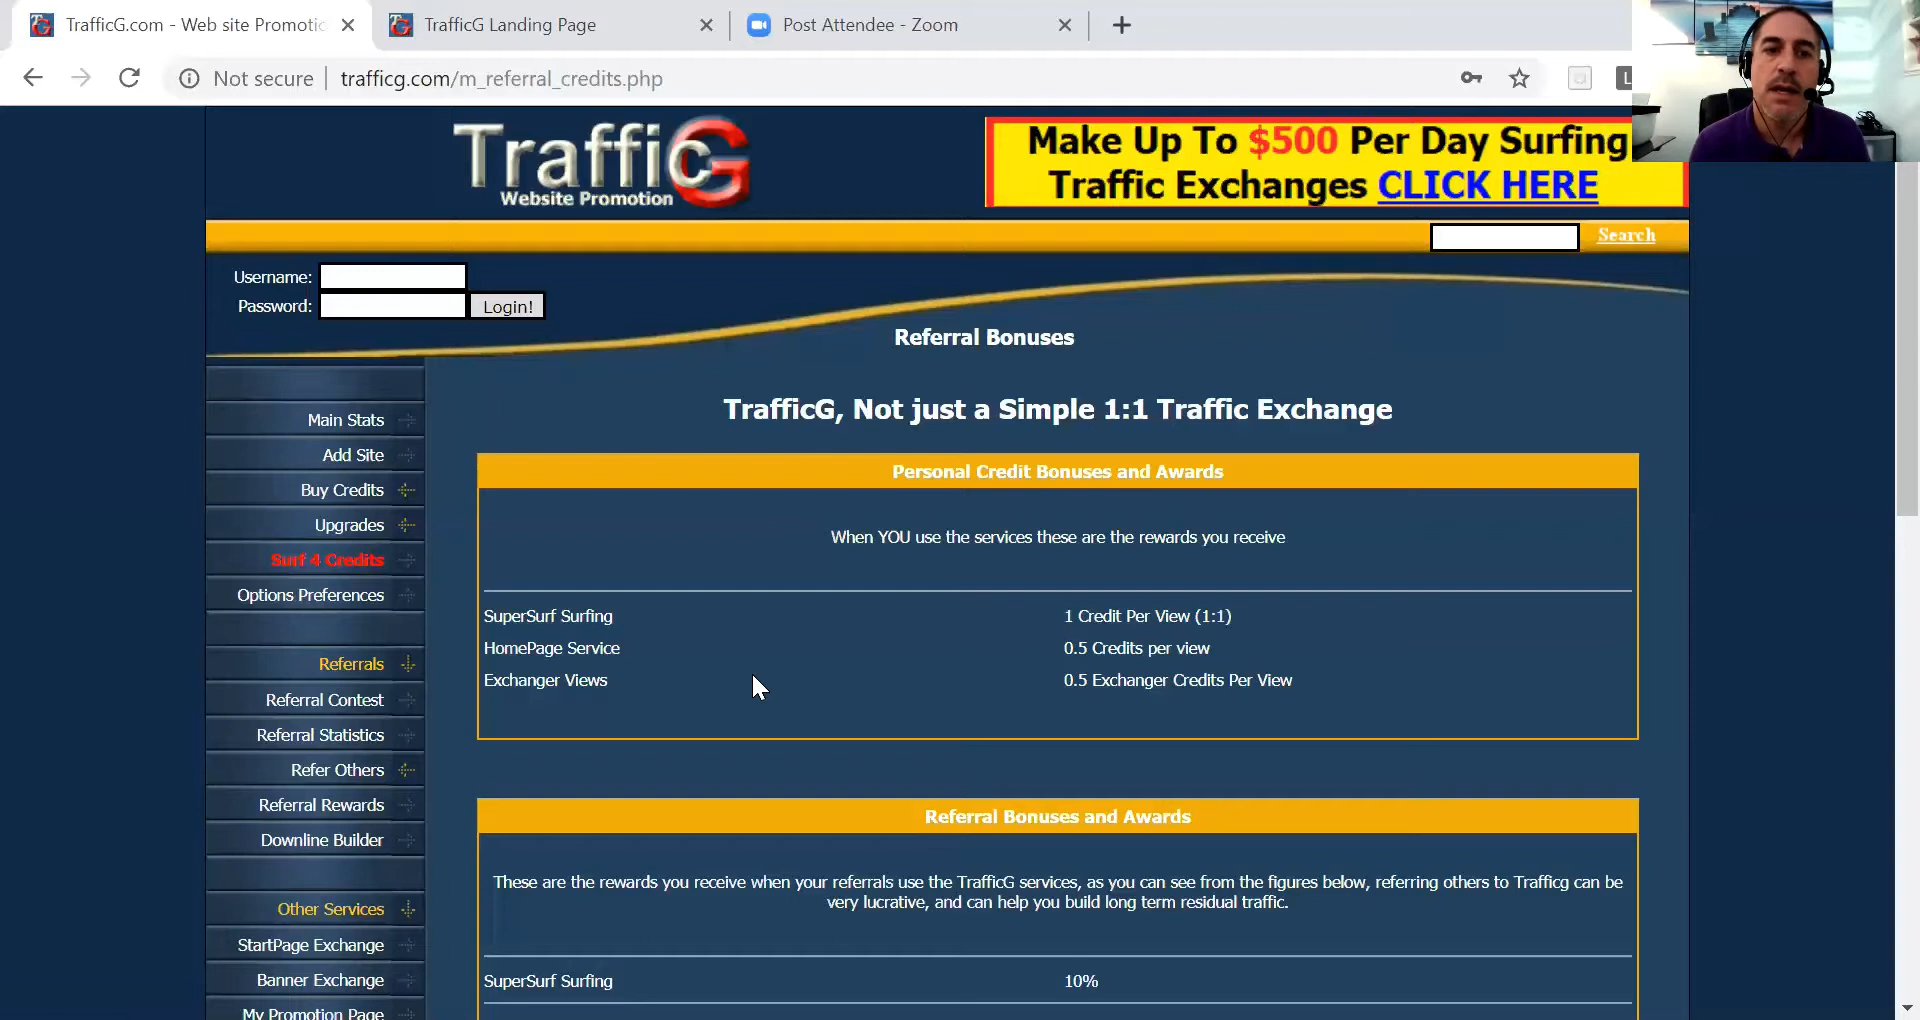 TrafficG.com - Web site Promotic
TrafficG Landing Page
Post Attendee - Zoom
Not secure
trafficg.com/m_referral_credits.php
TrafficG
Website Promotion
Make Up To $500 Per Day Surfing
Traffic Exchanges CLICK HERE
Search
Username:
Password:
Login!
Referral Bonuses
Main Stats
Add Site
Buy Credits
Upgrades
Surf 4 Credits
Options Preferences
Referrals
Referral Contest
Referral Statistics
Refer Others
Referral Rewards
Downline Builder
Other Services
StartPage Exchange
Banner Exchange
My Promotion Page
TrafficG, Not just a Simple 1:1 Traffic Exchange
Personal Credit Bonuses and Awards
When YOU use the services these are the rewards you receive
SuperSurf Surfing 1 Credit Per View (1:1)
HomePage Service 0.5 Credits per view
Exchanger Views 0.5 Exchanger Credits Per View
Referral Bonuses and Awards
These are the rewards you receive when your referrals use the TrafficG services, as you can see from the figures below, referring others to Trafficg can be
very lucrative, and can help you build long term residual traffic.
SuperSurf Surfing 10%